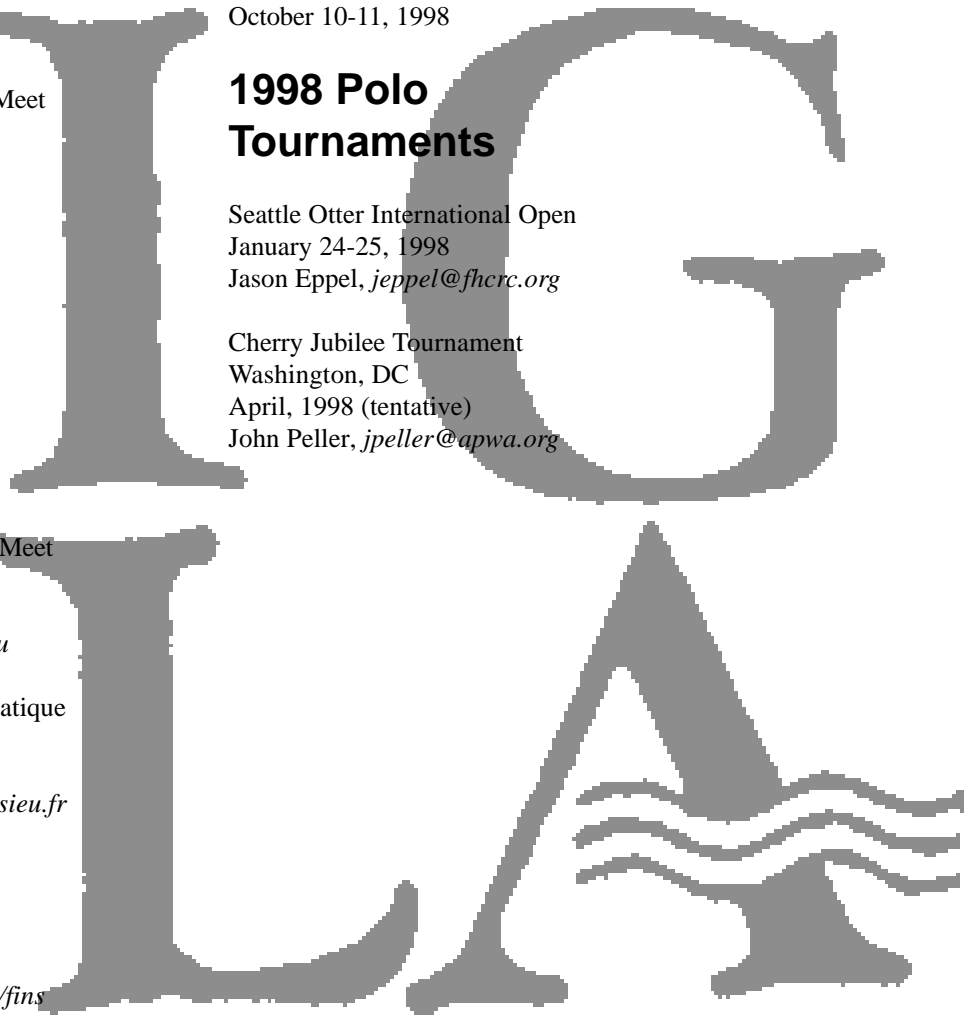 Meet
Meet
u
atique
sieu.fr
/fins
October 10-11, 1998
1998 Polo
Tournaments
Seattle Otter International Open
January 24-25, 1998
Jason Eppel, jeppel@fhcrc.org
Cherry Jubilee Tournament
Washington, DC
April, 1998 (tentative)
John Peller, jpeller@apwa.org
IG
LA